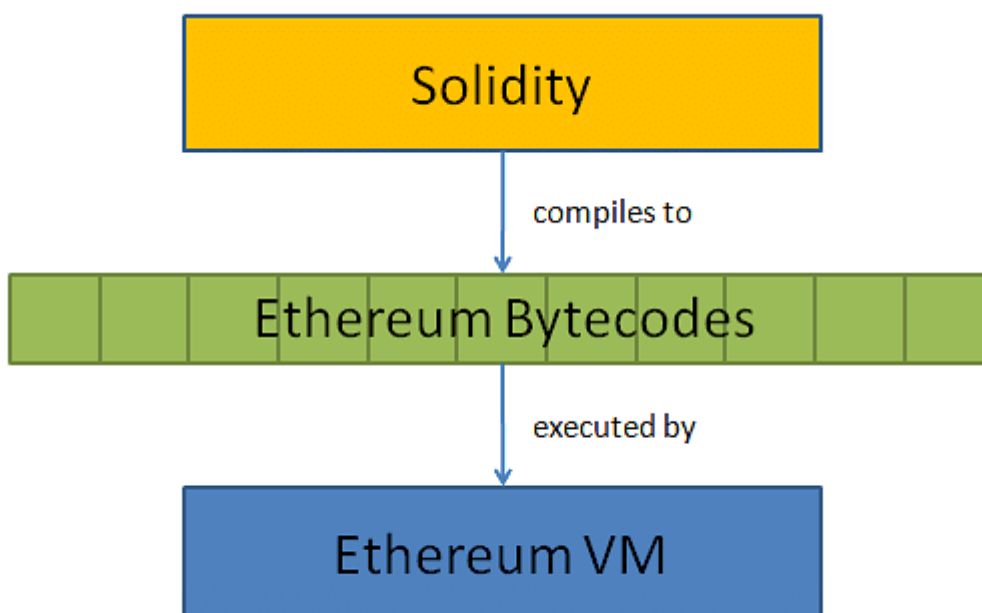 Solidity
compiles to
Ethereum Bytecodes
executed by
Ethereum VM